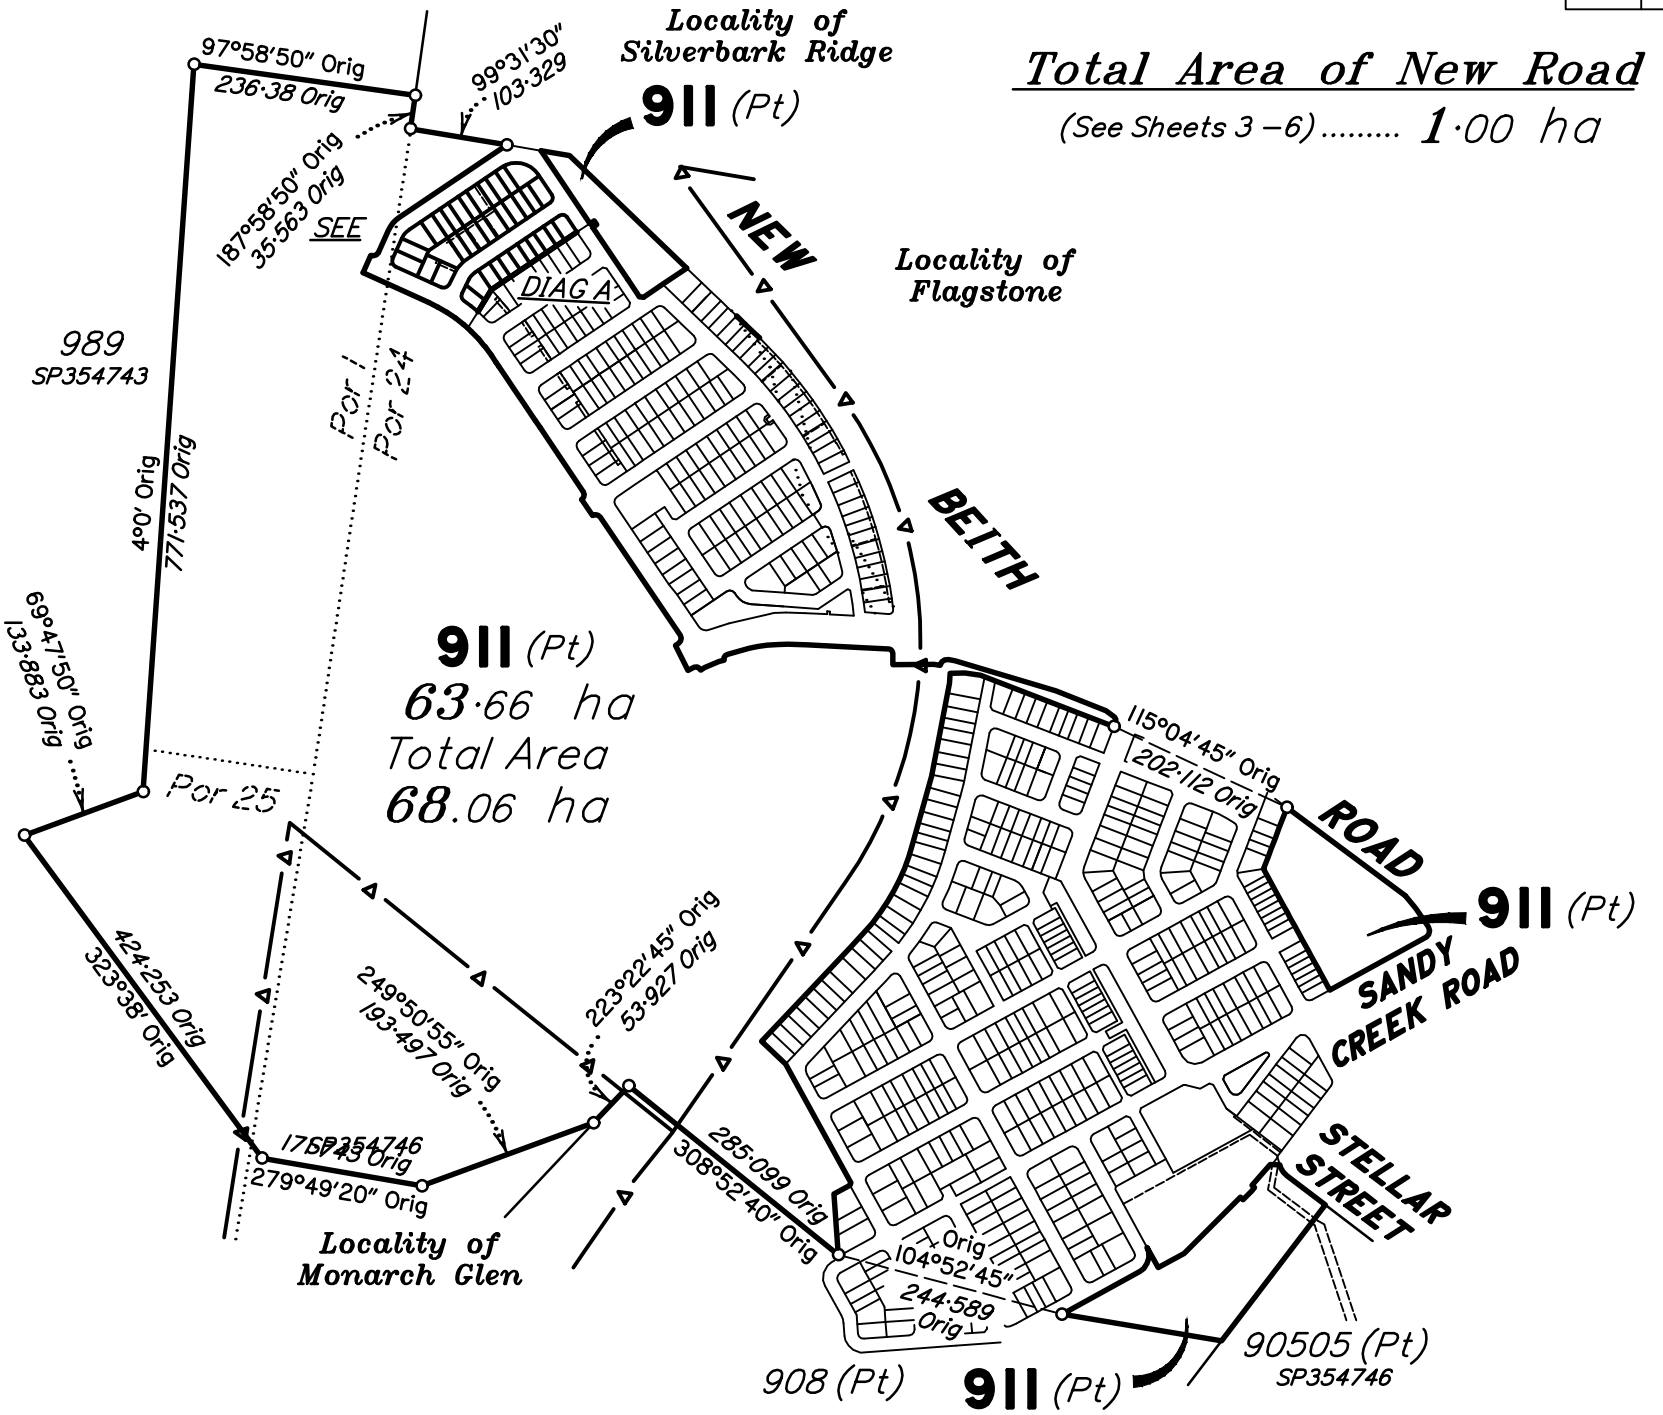 Locality of
Silverbark Ridge
Total Area of New Road
(See Sheets 3 – 6) ......... 1·00 ha
97°58'50" Orig
236·38 Orig
99°31'30"
103·329
911 (Pt)
187°58'50" Orig
35·563 Orig
SEE
DIAG A
NEW
Locality of
Flagstone
989
SP354743
Por 1
Por 24
4°0' Orig
771·537 Orig
BEITH
69°47'50" Orig
133·883 Orig
911 (Pt)
63·66 ha
Total Area
68.06 ha
Por 25
115°04'45" Orig
202·112 Orig
ROAD
911 (Pt)
SANDY
CREEK ROAD
424·253 Orig
323°38' Orig
249°50'55" Orig
193·497 Orig
223°22'45" Orig
53·927 Orig
SP354746
279°49'20" Orig
285·099 Orig
308°52'40" Orig
STELLAR
STREET
Locality of
Monarch Glen
Orig
104°52'45"
244·589
Orig
908 (Pt)
911 (Pt)
90505 (Pt)
SP354746